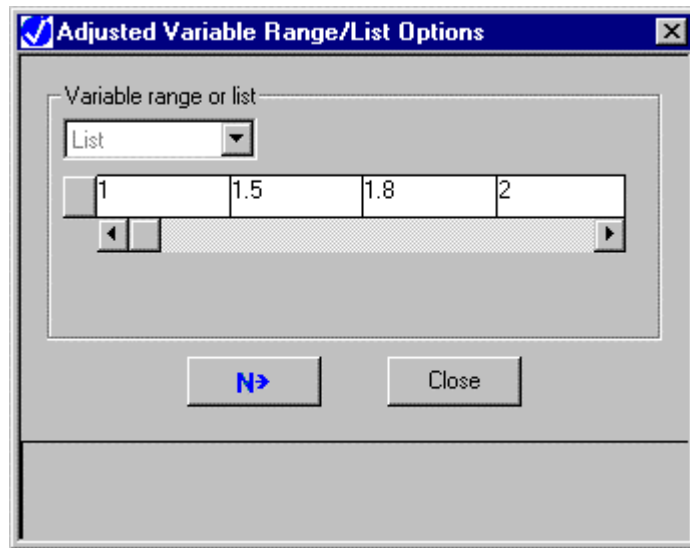 Adjusted Variable Range/List Options
Variable range or list
List
1 1.5 1.8 2
N Close